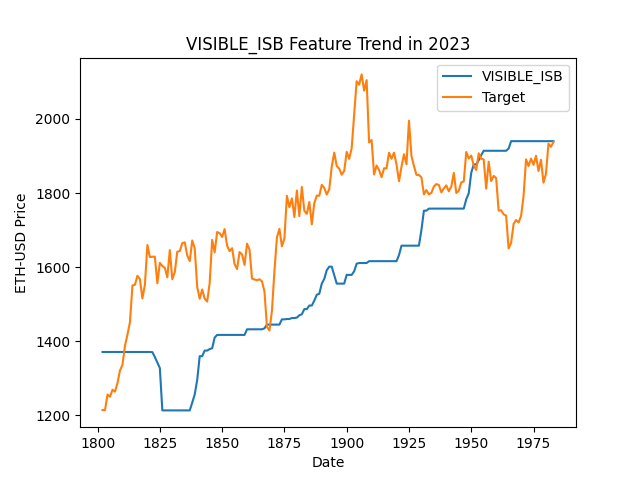 VISIBLE_ISB Feature Trend in 2023
VISIBLE_ISB
Target
ETH-USD Price
2000
1800
1600
1400
1200
1800 1825 1850 1875 1900 1925 1950 1975
Date